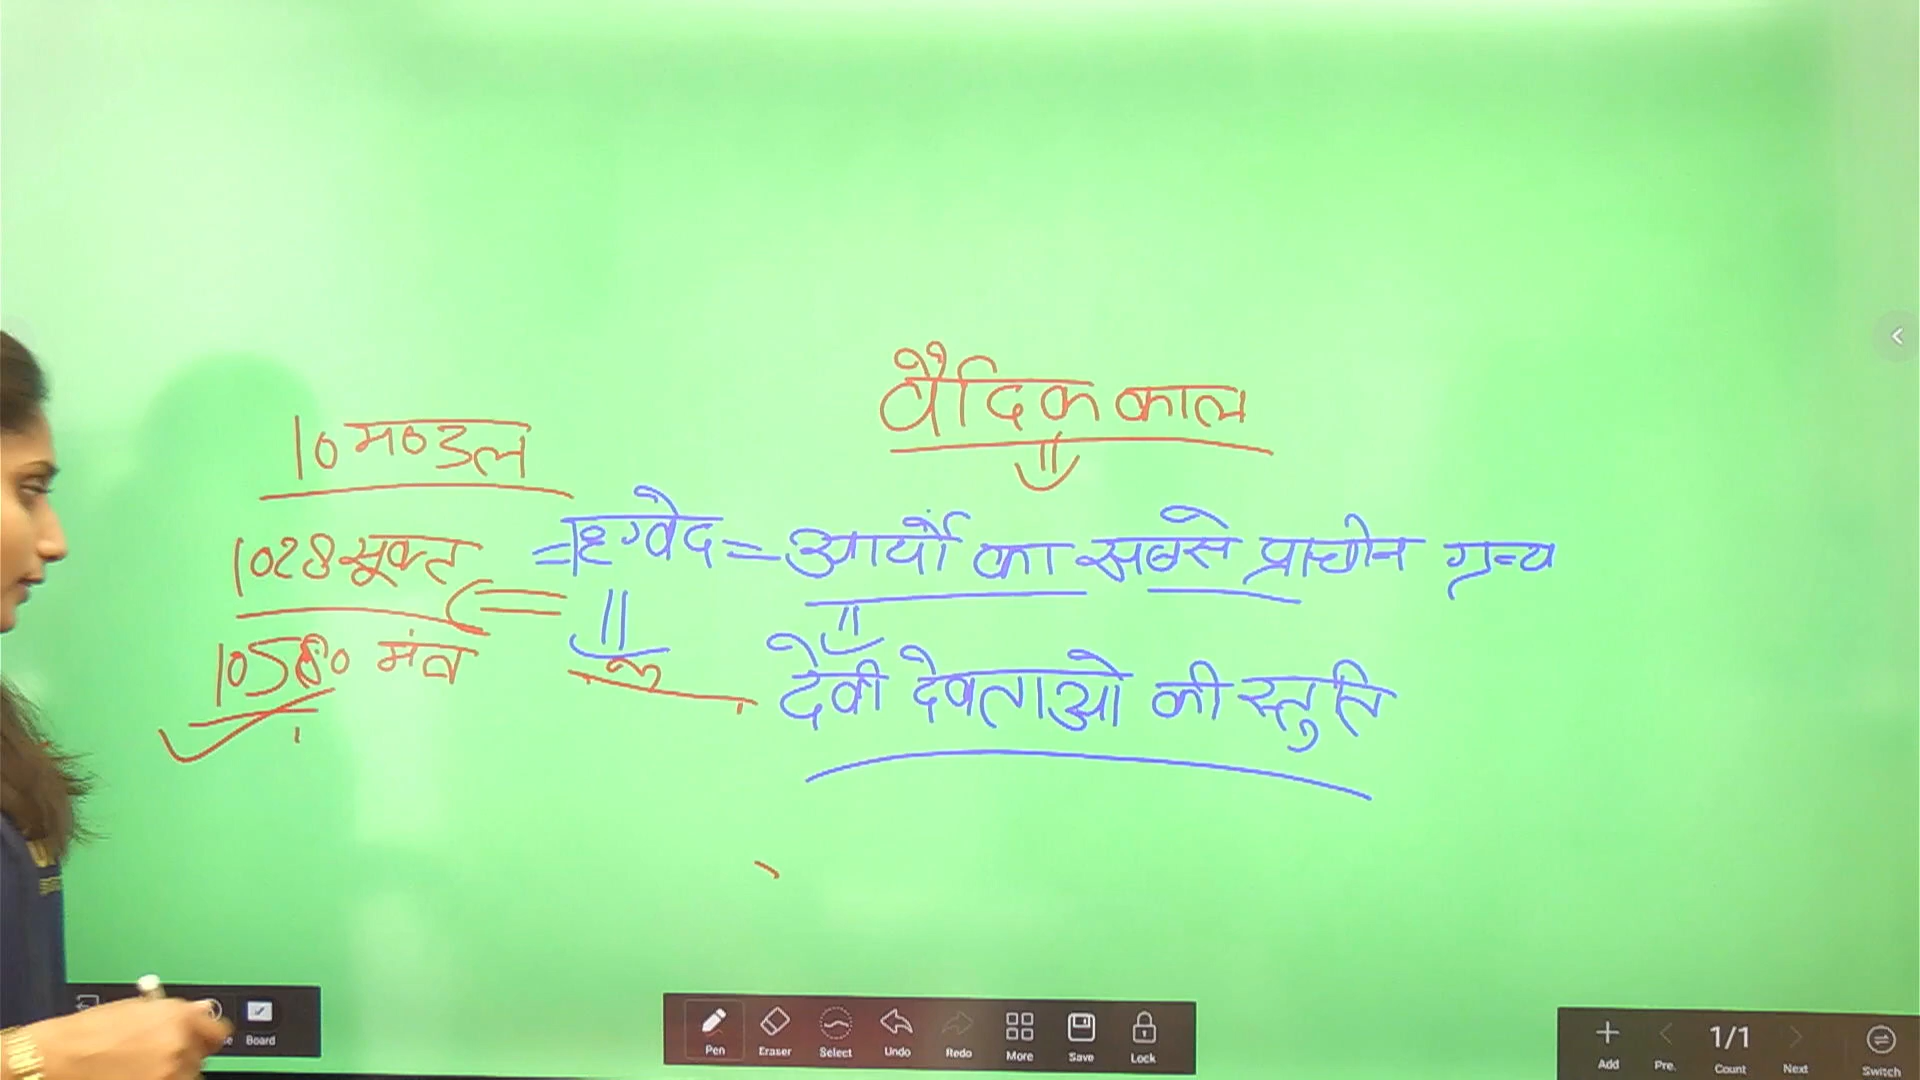 वैदिक काल
10 मण्डल
1028 सूक्त
10580 मंत्र
= ऋग्वेद = आर्यो का सबसे प्राचीन ग्रन्थ
देवी देवताओ की स्तुति
Board
Pen Eraser Select Undo Redo More Save Lock
1/1
Add Pre. Count Next Switch